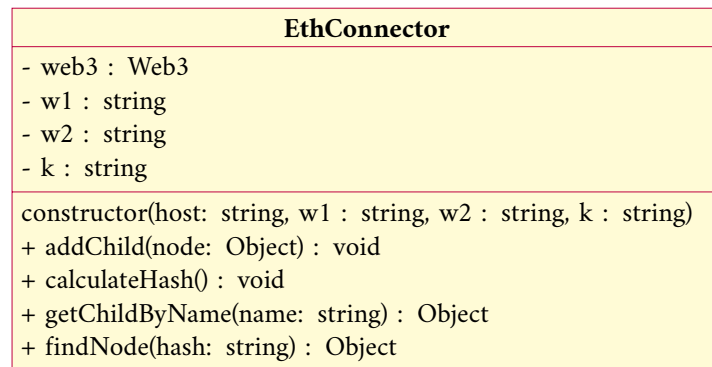 EthConnector
- web3 : Web3
- w1 : string
- w2 : string
- k : string
constructor(host: string, w1 : string, w2 : string, k : string)
+ addChild(node: Object) : void
+ calculateHash() : void
+ getChildByName(name: string) : Object
+ findNode(hash: string) : Object